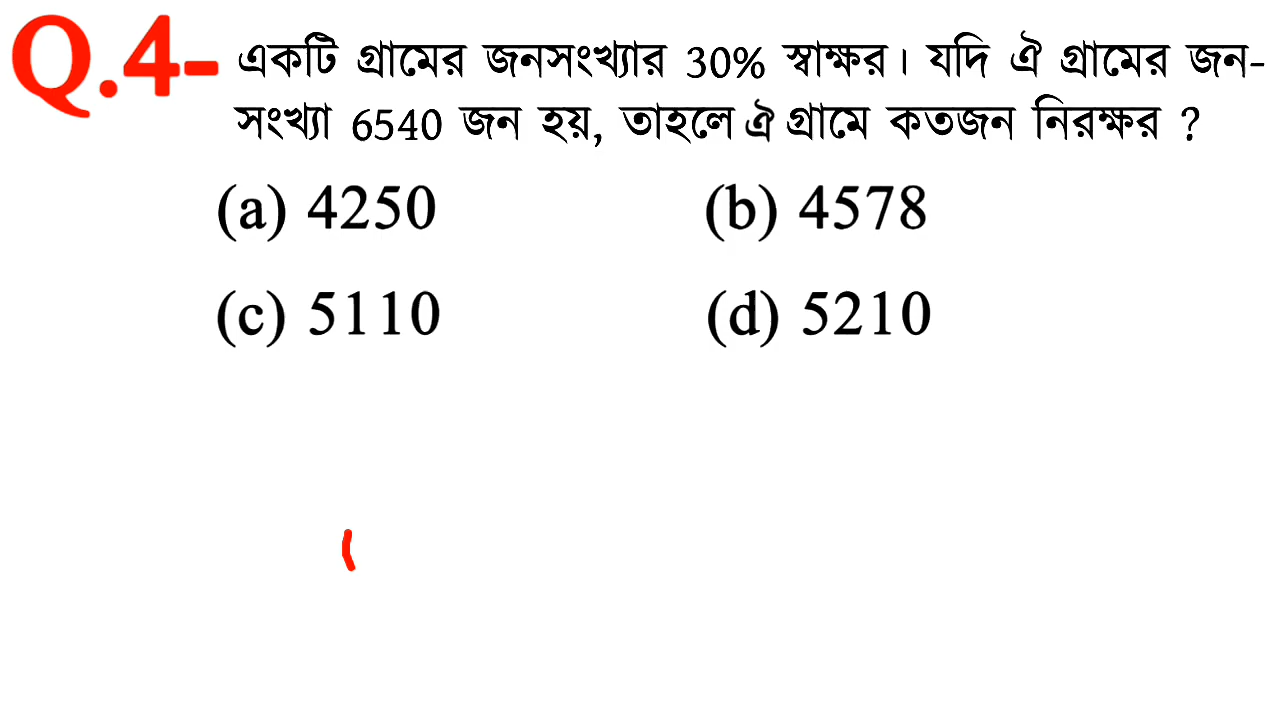 Q.4- একটি গ্রামের জনসংখ্যার 30% স্বাক্ষর। যদি ঐ গ্রামের জন-
সংখ্যা 6540 জন হয়, তাহলে ঐ গ্রামে কতজন নিরক্ষর ?
(a) 4250 (b) 4578
(c) 5110 (d) 5210